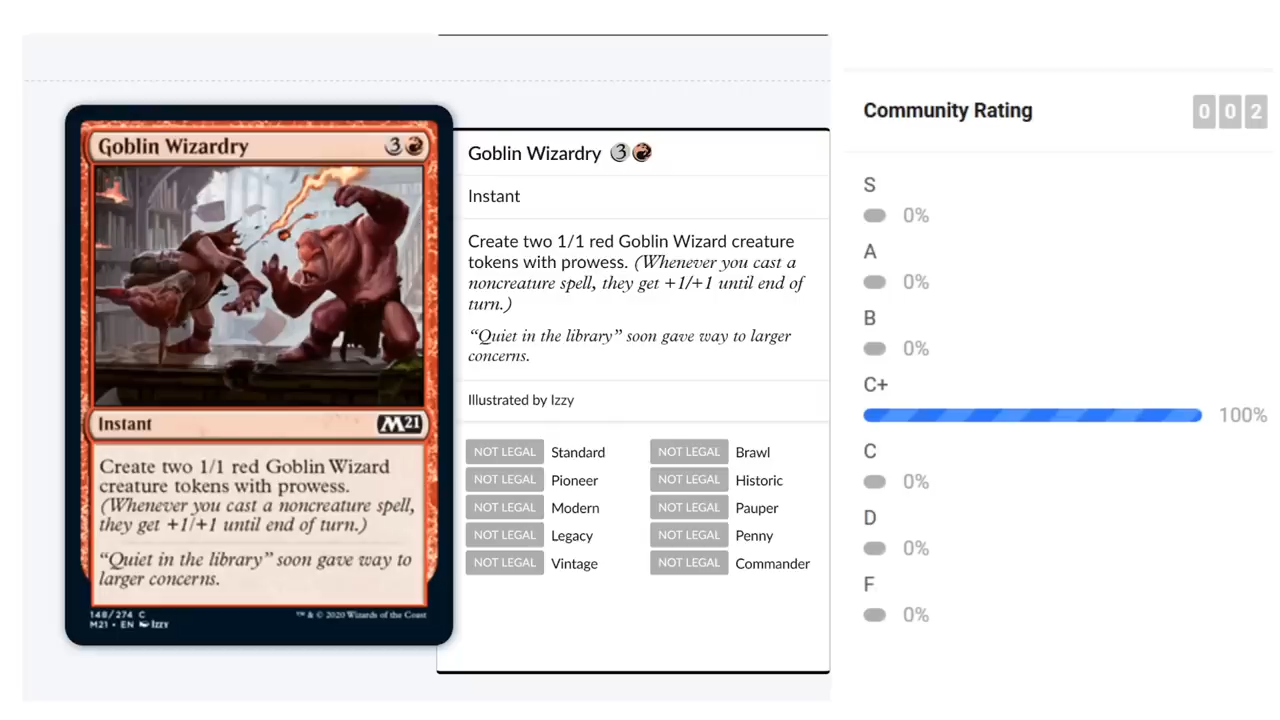 Goblin Wizardry 3
Instant
M21
Create two 1/1 red Goblin Wizard
creature tokens with prowess.
(Whenever you cast a noncreature spell,
they get +1/+1 until end of turn.)
“Quiet in the library” soon gave way to
larger concerns.
148/274 C
M21 • EN Izzy
™ & © 2020 Wizards of the Coast
Goblin Wizardry 3
Instant
Create two 1/1 red Goblin Wizard creature
tokens with prowess. (Whenever you cast a
noncreature spell, they get +1/+1 until end of
turn.)
“Quiet in the library” soon gave way to larger
concerns.
Illustrated by Izzy
NOT LEGAL Standard NOT LEGAL Brawl
NOT LEGAL Pioneer NOT LEGAL Historic
NOT LEGAL Modern NOT LEGAL Pauper
NOT LEGAL Legacy NOT LEGAL Penny
NOT LEGAL Vintage NOT LEGAL Commander
Community Rating 0 0 2
S
0%
A
0%
B
0%
C+
100%
C
0%
D
0%
F
0%